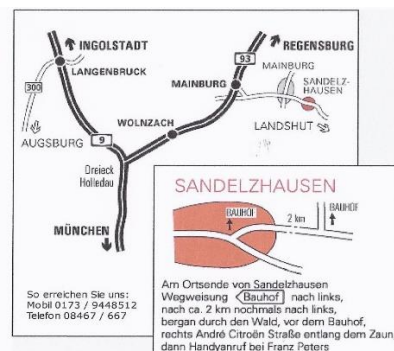 INGOLSTADT
REGENSBURG
93
LANGENBRUCK
MAINBURG
MAINBURG
SANDELZ-
HAUSEN
300
WOLNZACH
LANDSHUT
AUGSBURG
9
Dreieck
Holledau
SANDELZHAUSEN
BAUHOF
2 km
BAUHOF
MÜNCHEN
So erreichen Sie uns:
Mobil 0173 / 9448512
Telefon 08467 / 667
Am Ortsende von Sandelzhausen
Wegweisung Bauhof nach links,
nach ca. 2 km nochmals nach links,
bergan durch den Wald, vor dem Bauhof,
rechts André Citroën Straße entlang dem Zaun
dann Handyanruf bei Franz Peters